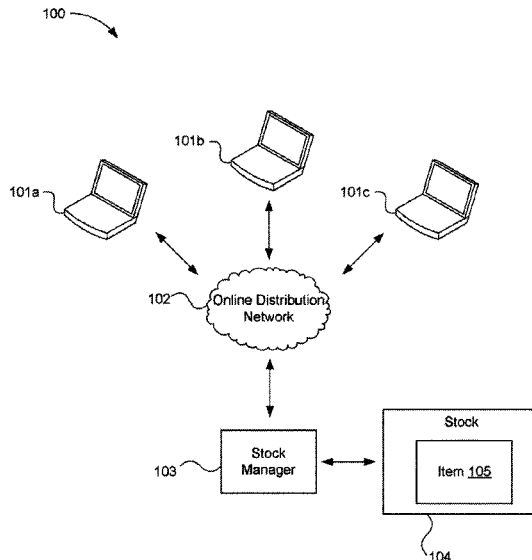 100
101b
101a
101c
102
Online Distribution
Network
Stock
Stock
Manager
Item 105
103
104